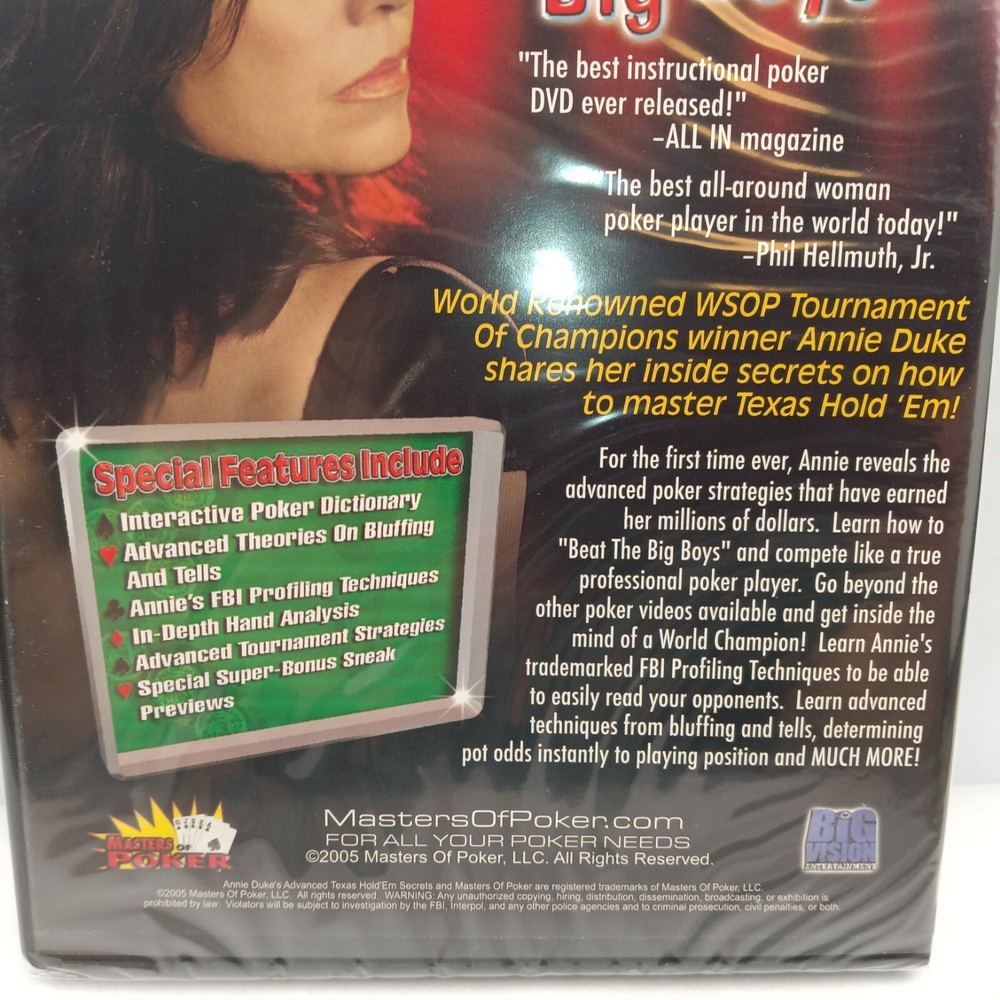 Big Boys
"The best instructional poker
DVD ever released!"
–ALL IN magazine
"The best all-around woman
poker player in the world today!"
–Phil Hellmuth, Jr.
World Renowned WSOP Tournament
Of Champions winner Annie Duke
shares her inside secrets on how
to master Texas Hold 'Em!
Special Features Include
Interactive Poker Dictionary
Advanced Theories On Bluffing
And Tells
Annie's FBI Profiling Techniques
In-Depth Hand Analysis
Advanced Tournament Strategies
Special Super-Bonus Sneak
Previews
For the first time ever, Annie reveals the
advanced poker strategies that have earned
her millions of dollars. Learn how to
"Beat The Big Boys" and compete like a true
professional poker player. Go beyond the
other poker videos available and get inside the
mind of a World Champion! Learn Annie's
trademarked FBI Profiling Techniques to be able
to easily read your opponents. Learn advanced
techniques from bluffing and tells, determining
pot odds instantly to playing position and MUCH MORE!
MASTERS OF
POKER
MastersOfPoker.com
FOR ALL YOUR POKER NEEDS
©2005 Masters Of Poker, LLC. All Rights Reserved.
BiG
VISION
ENTERTAINMENT
Annie Duke's Advanced Texas Hold'Em Secrets and Masters Of Poker are registered trademarks of Masters Of Poker, LLC.
©2005 Masters Of Poker, LLC. All rights reserved. WARNING: Any unauthorized copying, hiring, distribution, dissemination, broadcasting, or exhibition is
prohibited by law. Violators will be subject to investigation by the FBI, Interpol, and any other police agencies and to criminal prosecution, civil penalties, or both.